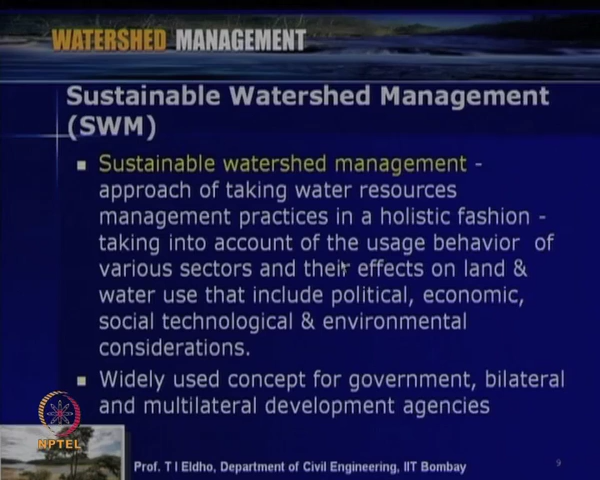 WATERSHED MANAGEMENT
Sustainable Watershed Management
(SWM)
Sustainable watershed management -
approach of taking water resources
management practices in a holistic fashion -
taking into account of the usage behavior of
various sectors and their effects on land &
water use that include political, economic,
social technological & environmental
considerations.
Widely used concept for government, bilateral
and multilateral development agencies
NPTEL
Prof. T I Eldho, Department of Civil Engineering, IIT Bombay
9